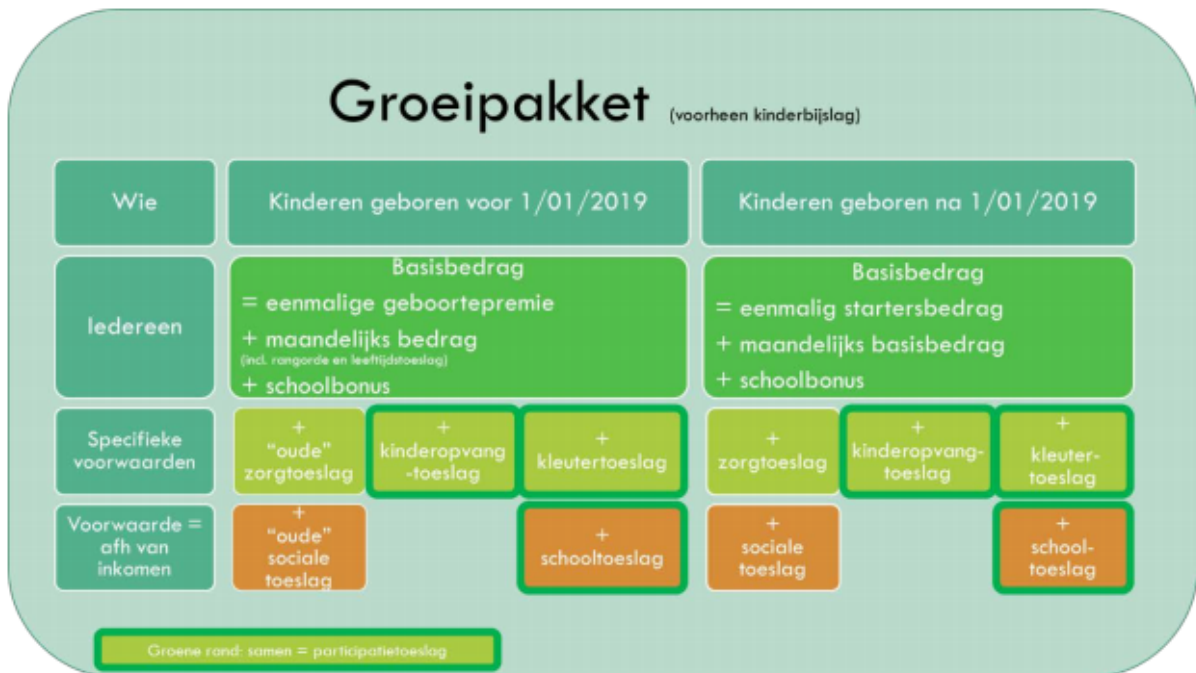 Groeipakket (voorheen kinderbijslag)
Wie
Kinderen geboren voor 1/01/2019
Kinderen geboren na 1/01/2019
Iedereen
Basisbedrag
= eenmalige geboortepremie
+ maandelijks bedrag
(incl. rangorde en leeftijdstoeslag)
+ schoolbonus
Basisbedrag
= eenmalig startersbedrag
+ maandelijks basisbedrag
+ schoolbonus
Specifieke
voorwaarden
+
"oude"
zorgtoeslag
+
kinderopvang
-toeslag
+
kleutertoeslag
+
zorgtoeslag
+
kinderopvang-
toeslag
+
kleuter-
toeslag
Voorwaarde =
afh van
inkomen
+
"oude"
sociale
toeslag
+
schooltoeslag
+
sociale
toeslag
+
school-
toeslag
Groene rand: samen = participatietoeslag